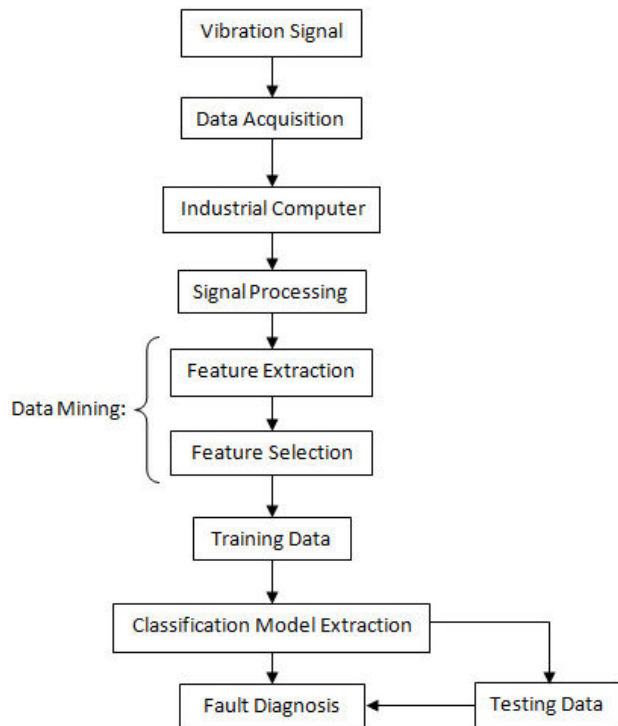 Vibration Signal
Data Acquisition
Industrial Computer
Signal Processing
Feature Extraction
Data Mining:
Feature Selection
Training Data
Classification Model Extraction
Fault Diagnosis
Testing Data